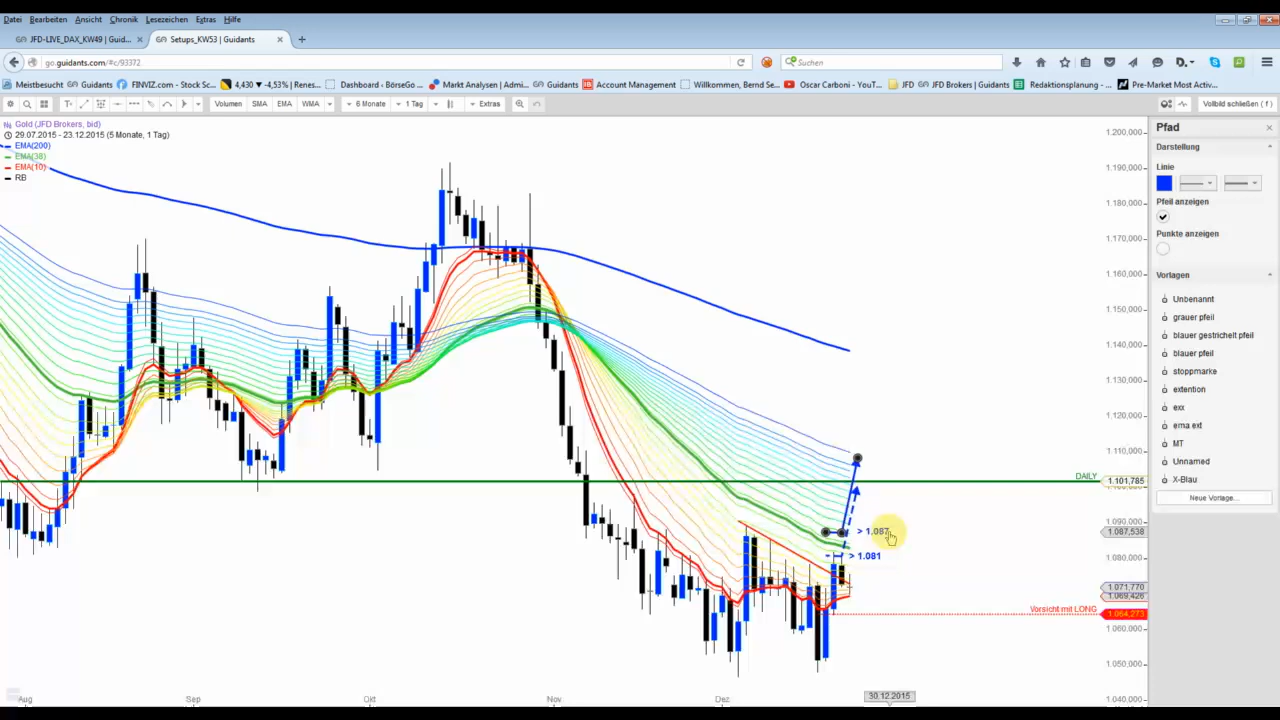 Datei Bearbeiten Ansicht Chronik Lesezeichen Extras Hilfe
JFD-LIVE_DAX_KW49 | Guid... × Setups_KW53 | Guidants × +
go.guidants.com/#c/93372 Suchen
Meistbesucht Guidants FINVIZ.com - Stock Sc... 4,430 ▼ -4,53% | Renes... Dashboard - BörseGo ... Markt Analysen | Admi... Guidants Account Management Willkommen, Bernd Se... Oscar Carboni - YouT... JFD JFD Brokers | Guidants Redaktionsplanung - ... Pre-Market Most Activ...
Volumen SMA EMA WMA 6 Monate 1 Tag Extras Vollbild schließen ( f )
Gold (JFD Brokers, bid)
29.07.2015 - 23.12.2015 (5 Monate, 1 Tag)
EMA(200)
EMA(38)
EMA(10)
RB
1.200,000
1.190,000
1.180,000
1.170,000
1.160,000
1.150,000
1.140,000
1.130,000
1.120,000
1.110,000
DAILY
1.101,785
1.090,000
> 1.087
1.087,538
> 1.081
1.080,000
1.071,770
1.069,426
Vorsicht mit LONG
1.064,273
1.060,000
1.050,000
1.040,000
Aug Sep Okt Nov Dez 30.12.2015
Pfad ×
Darstellung
Linie
Pfeil anzeigen
Punkte anzeigen
Vorlagen
Unbenannt
grauer pfeil
blauer gestrichelt pfeil
blauer pfeil
stoppmarke
extention
exx
ema ext
MT
Unnamed
X-Blau
Neue Vorlage...